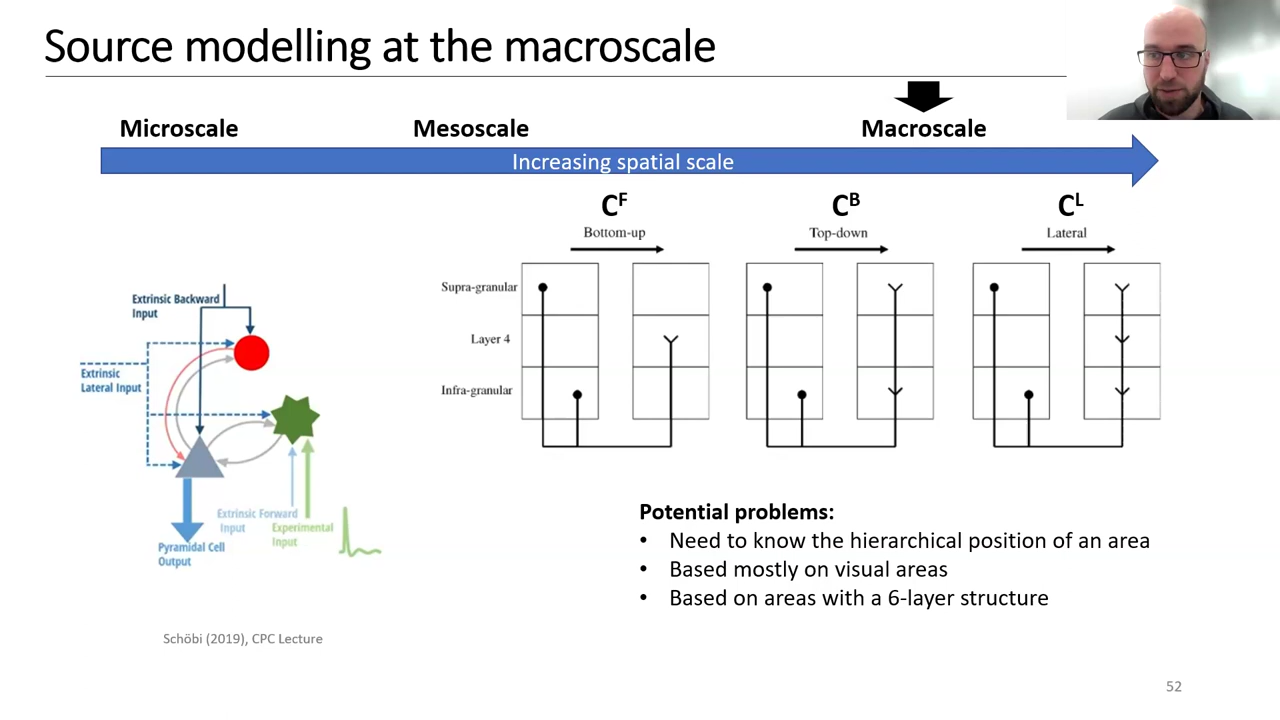 Source modelling at the macroscale
Microscale
Mesoscale
Macroscale
Increasing spatial scale
C^F
C^B
C^L
Bottom-up
Top-down
Lateral
Supra-granular
Layer 4
Infra-granular
Extrinsic Backward
Input
Extrinsic
Lateral Input
Extrinsic Forward
Input
Experimental
Input
Pyramidal Cell
Output
Potential problems:
• Need to know the hierarchical position of an area
• Based mostly on visual areas
• Based on areas with a 6-layer structure
Schöbi (2019), CPC Lecture
52